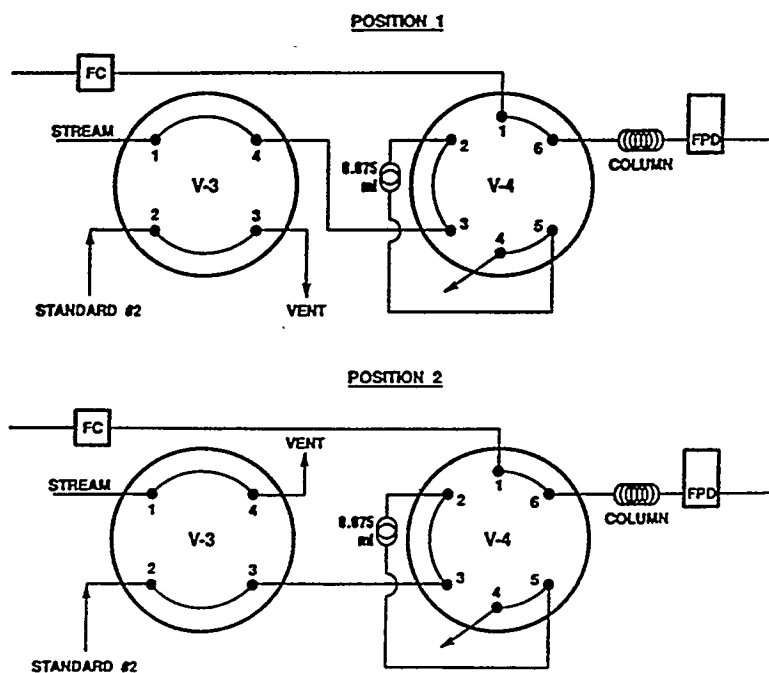 POSITION 1
FC
STREAM
1
4
V-3
2
3
STANDARD #2
VENT
0.075
ml
1
2
6
V-4
3
4
5
COLUMN
FPD
POSITION 2
FC
VENT
STREAM
1
4
V-3
2
3
STANDARD #2
0.075
ml
1
2
6
V-4
3
4
5
COLUMN
FPD